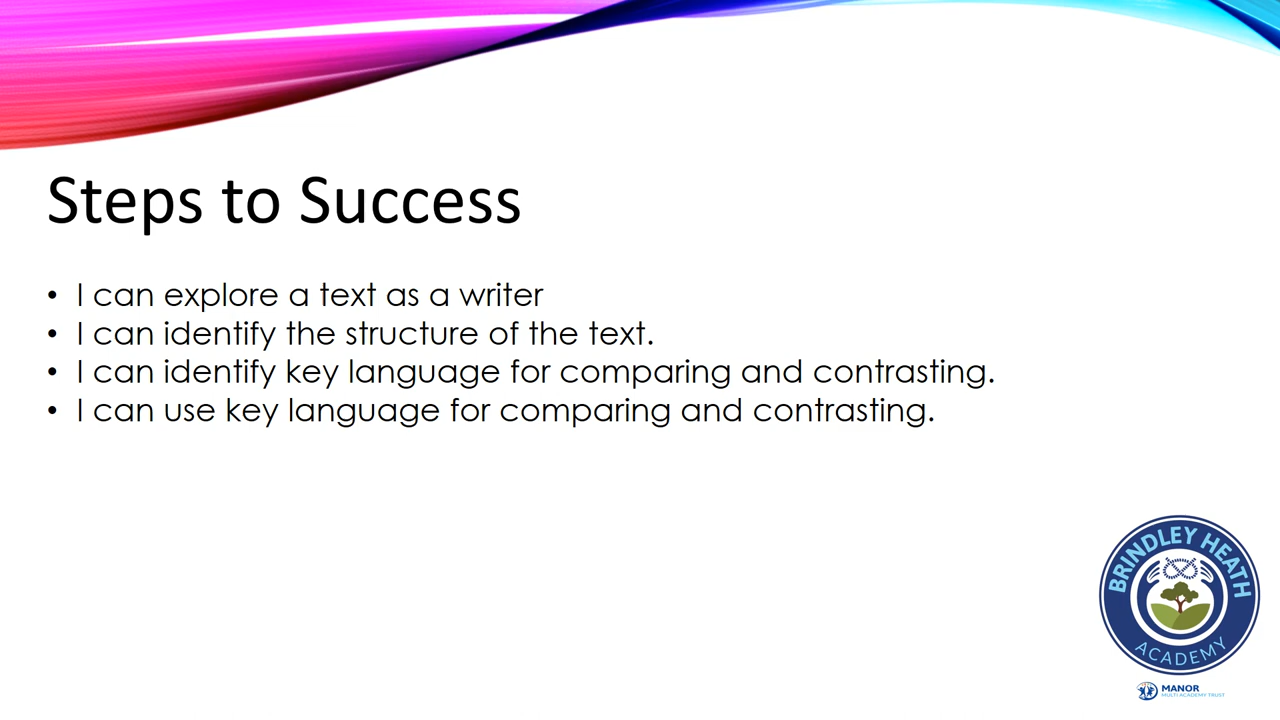 Steps to Success
• I can explore a text as a writer
• I can identify the structure of the text.
• I can identify key language for comparing and contrasting.
• I can use key language for comparing and contrasting.
BRINDLEY HEATH
ACADEMY
MANOR
MULTI ACADEMY TRUST